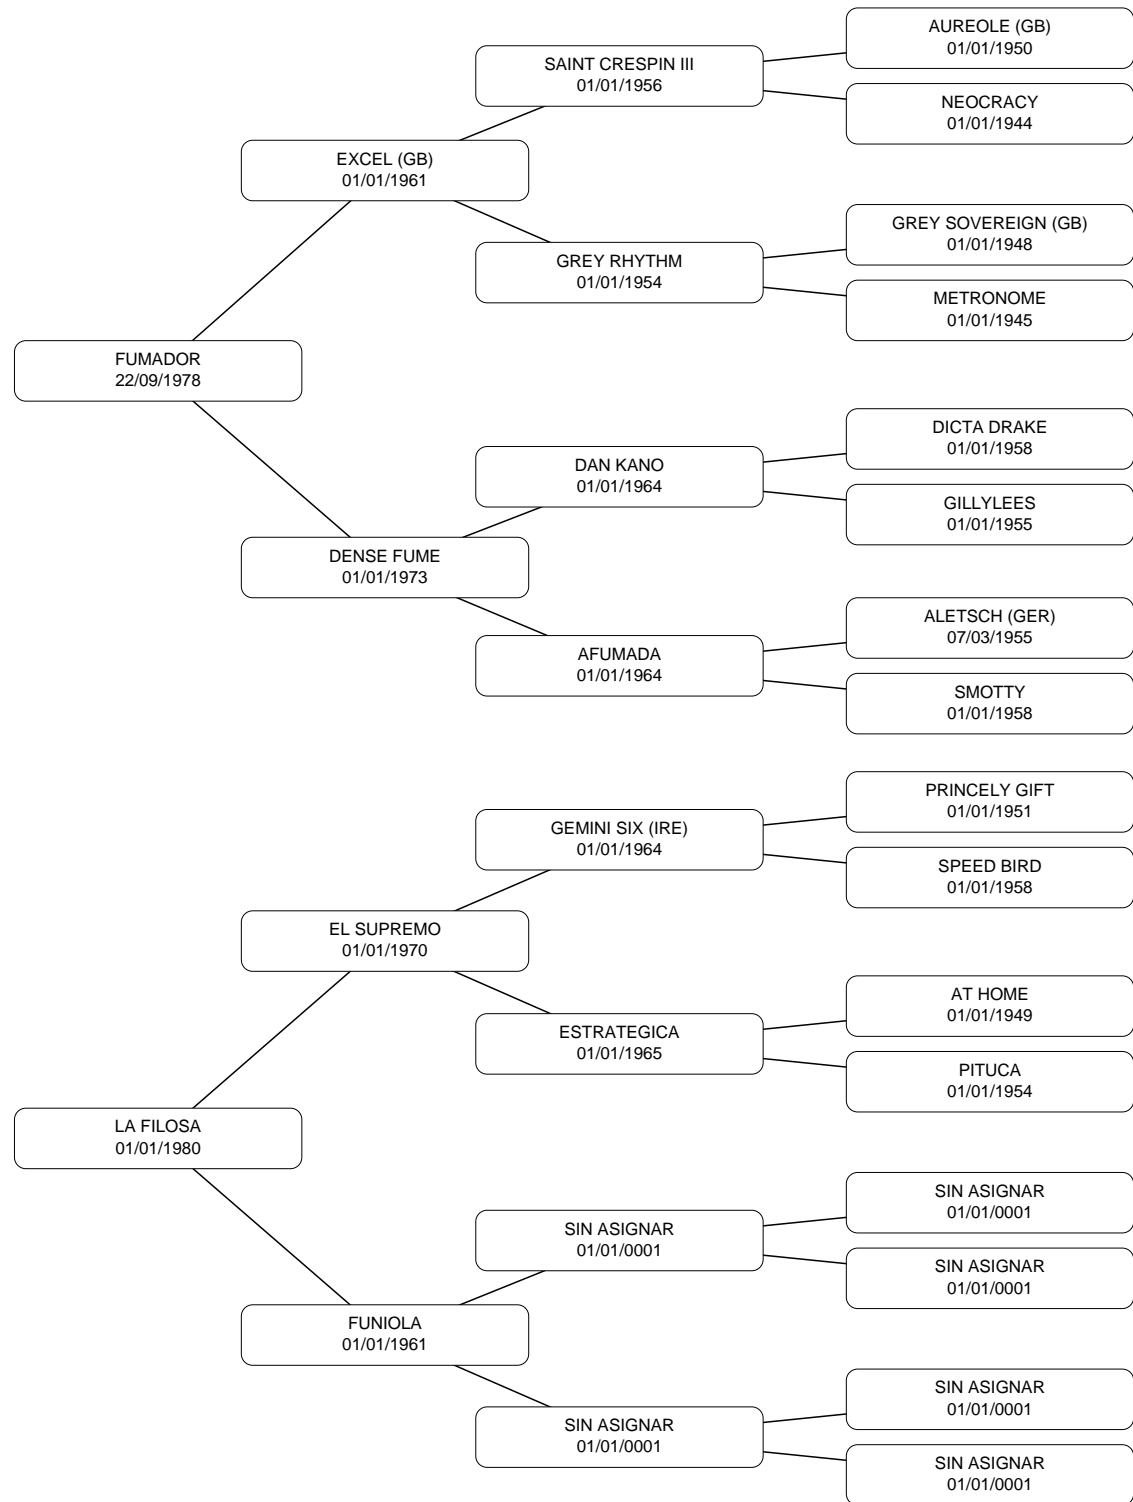 AUREOLE (GB)
01/01/1950
SAINT CRESPIN III
01/01/1956
NEOCRACY
01/01/1944
EXCEL (GB)
01/01/1961
GREY SOVEREIGN (GB)
01/01/1948
GREY RHYTHM
01/01/1954
METRONOME
01/01/1945
FUMADOR
22/09/1978
DICTA DRAKE
01/01/1958
DAN KANO
01/01/1964
GILLYLEES
01/01/1955
DENSE FUME
01/01/1973
ALETSCH (GER)
07/03/1955
AFUMADA
01/01/1964
SMOTTY
01/01/1958
PRINCELY GIFT
01/01/1951
GEMINI SIX (IRE)
01/01/1964
SPEED BIRD
01/01/1958
EL SUPREMO
01/01/1970
AT HOME
01/01/1949
ESTRATEGICA
01/01/1965
PITUCA
01/01/1954
LA FILOSA
01/01/1980
SIN ASIGNAR
01/01/0001
SIN ASIGNAR
01/01/0001
SIN ASIGNAR
01/01/0001
FUNIOLA
01/01/1961
SIN ASIGNAR
01/01/0001
SIN ASIGNAR
01/01/0001
SIN ASIGNAR
01/01/0001